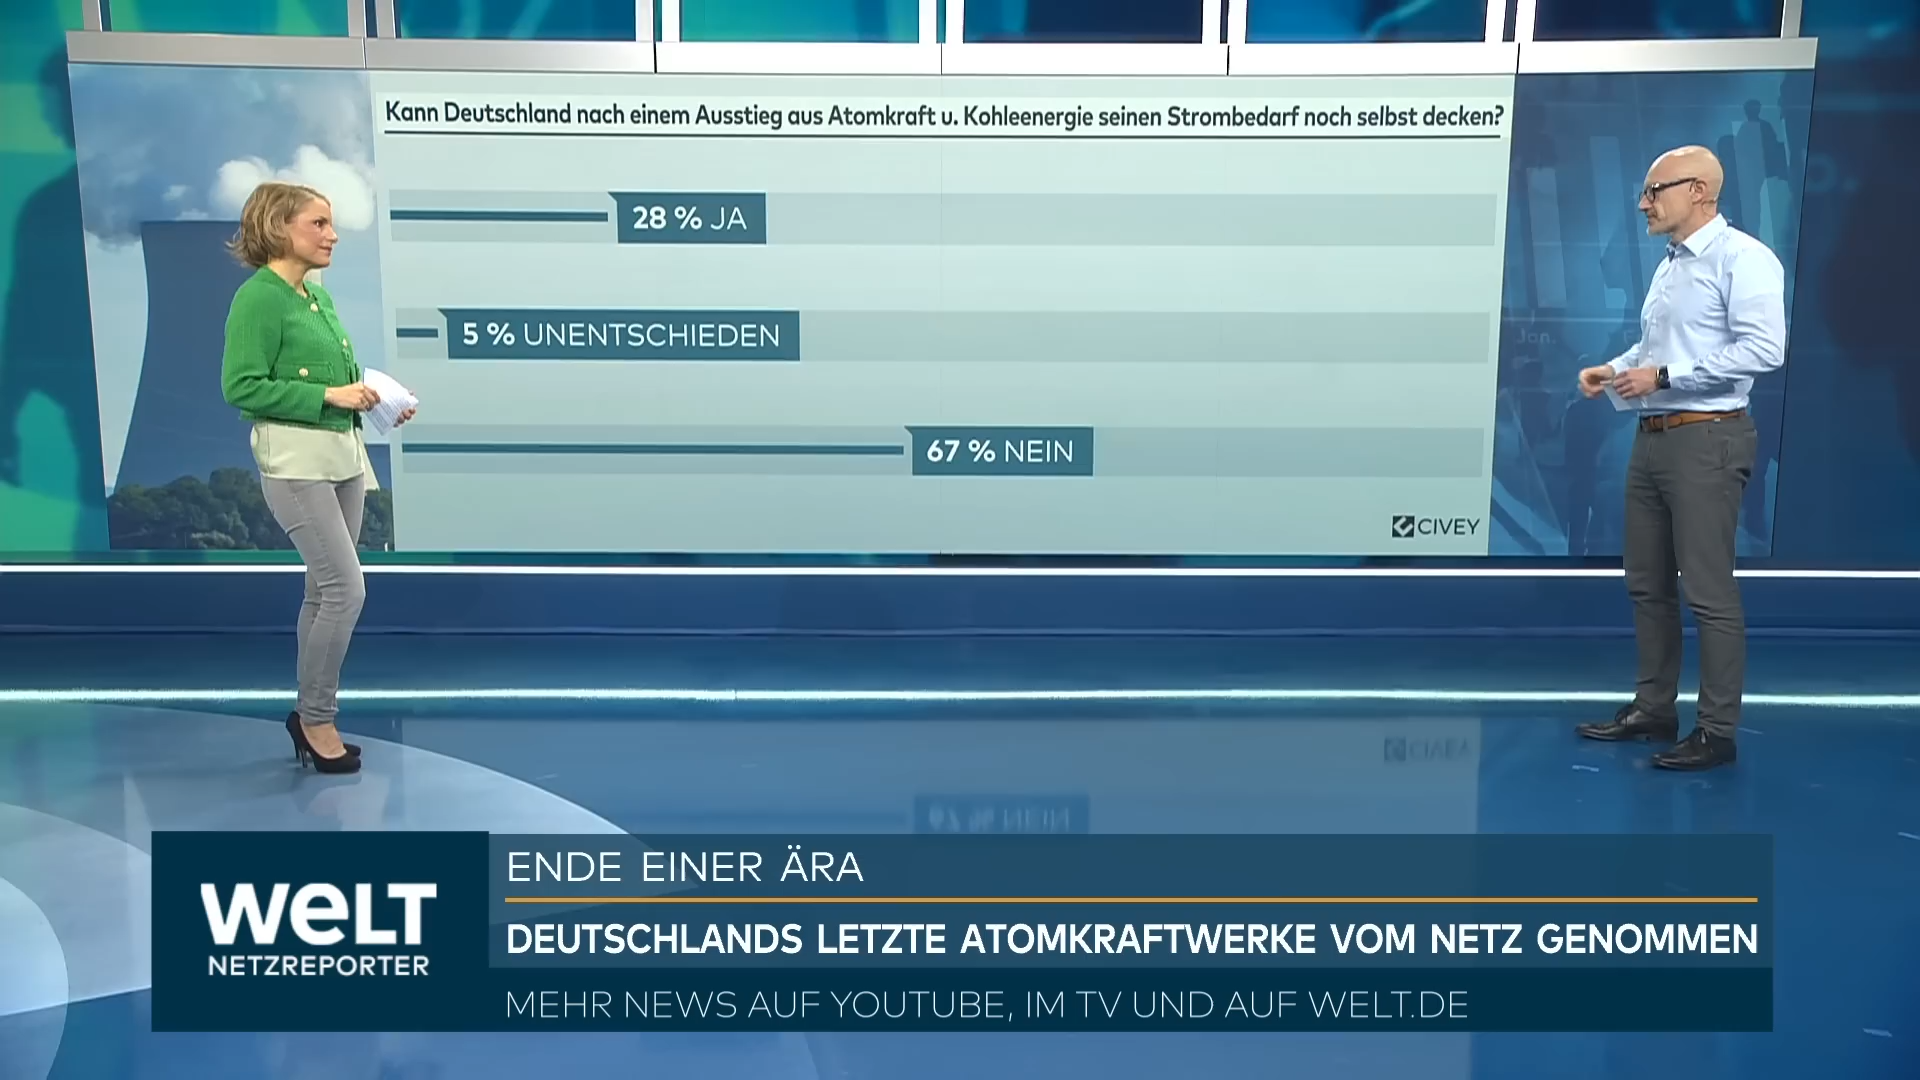 Kann Deutschland nach einem Ausstieg aus Atomkraft u. Kohleenergie seinen Strombedarf noch selbst decken?
28 % JA
5 % UNENTSCHIEDEN
Jan.
67 % NEIN
CIVEY
WELT
NETZREPORTER
ENDE EINER ÄRA
DEUTSCHLANDS LETZTE ATOMKRAFTWERKE VOM NETZ GENOMMEN
MEHR NEWS AUF YOUTUBE, IM TV UND AUF WELT.DE